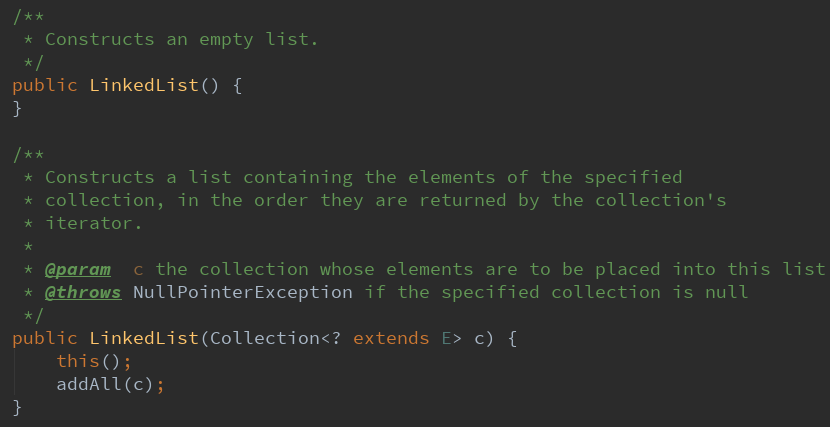 /**
 * Constructs an empty list.
 */
public LinkedList() {
}
/**
 * Constructs a list containing the elements of the specified
 * collection, in the order they are returned by the collection's
 * iterator.
 *
 * @param  c the collection whose elements are to be placed into this list
 * @throws NullPointerException if the specified collection is null
 */
public LinkedList(Collection<? extends E> c) {
    this();
    addAll(c);
}